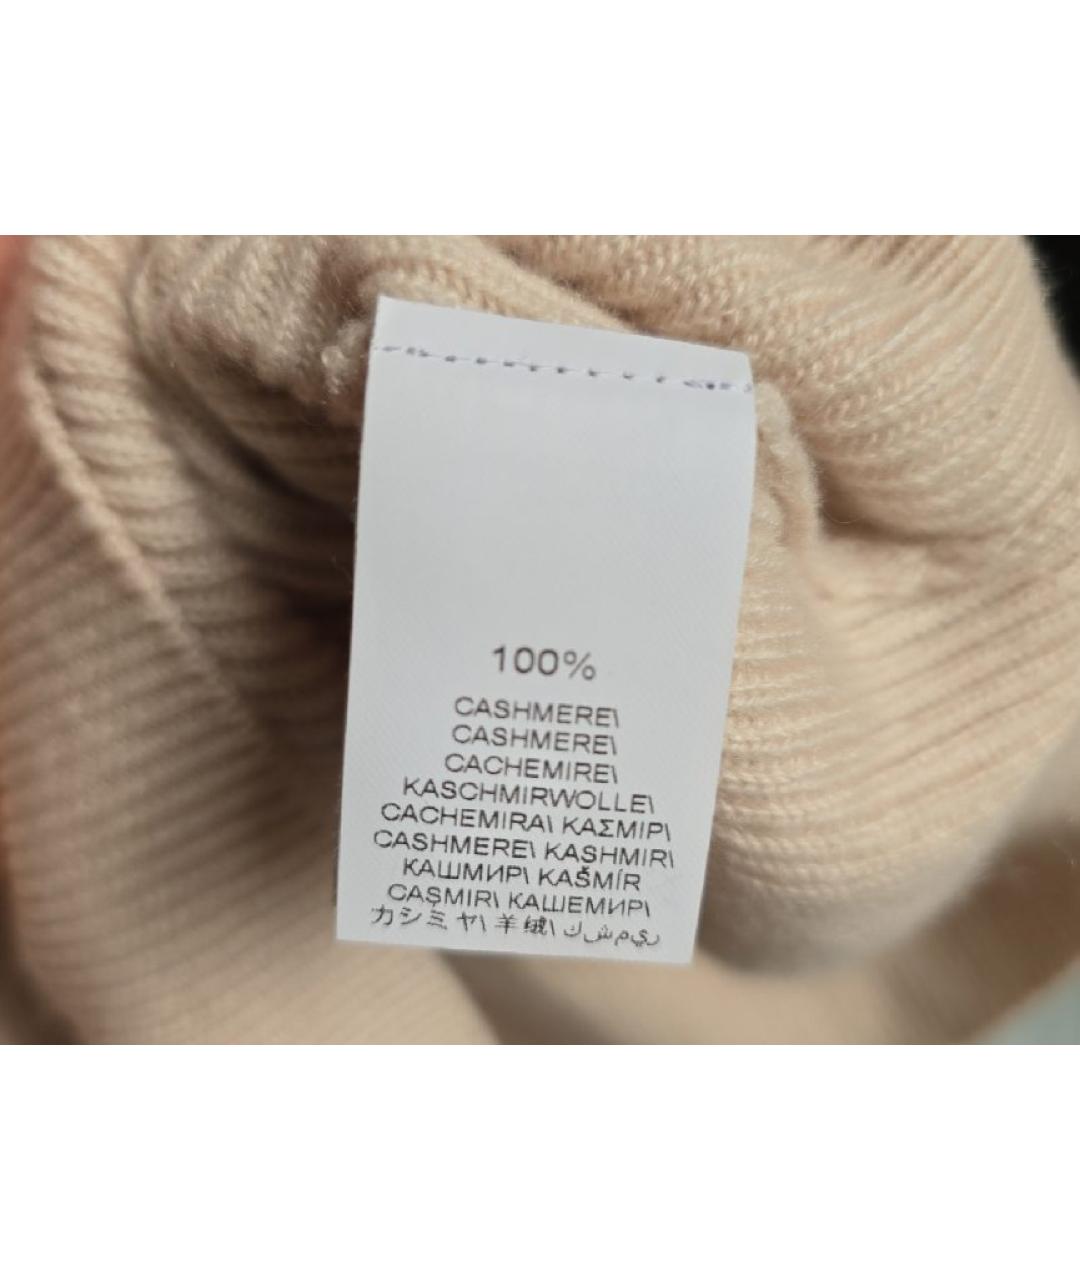 100%
CASHMERE\
CASHMERE\
CACHEMIRE\
KASCHMIRWOLLE\
CACHEMIRA\ ΚΑΣΜΙΡ\
CASHMERE\ KASHMIR\
КАШМИР\ KAŠMÍR
CAŞMIR\ КАШЕМИР\
カシミヤ\ 羊绒\ ك ش م ي ر